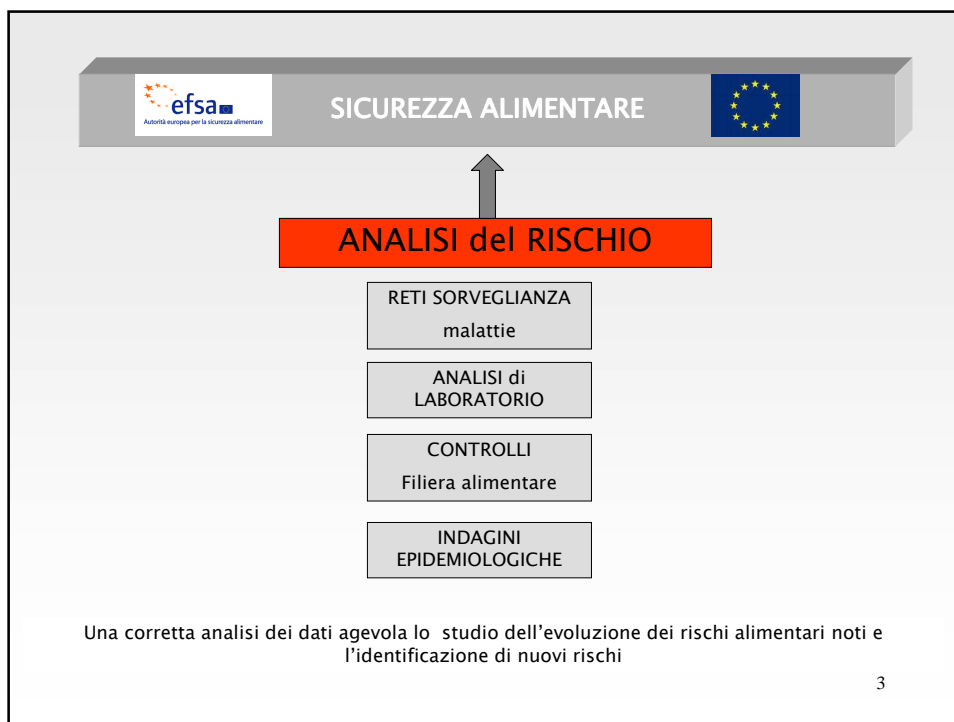 efsa
Autorità europea per la sicurezza alimentare
SICUREZZA ALIMENTARE
ANALISI del RISCHIO
RETI SORVEGLIANZA
malattie
ANALISI di
LABORATORIO
CONTROLLI
Filiera alimentare
INDAGINI
EPIDEMIOLOGICHE
Una corretta analisi dei dati agevola lo studio dell'evoluzione dei rischi alimentari noti e
l'identificazione di nuovi rischi
3